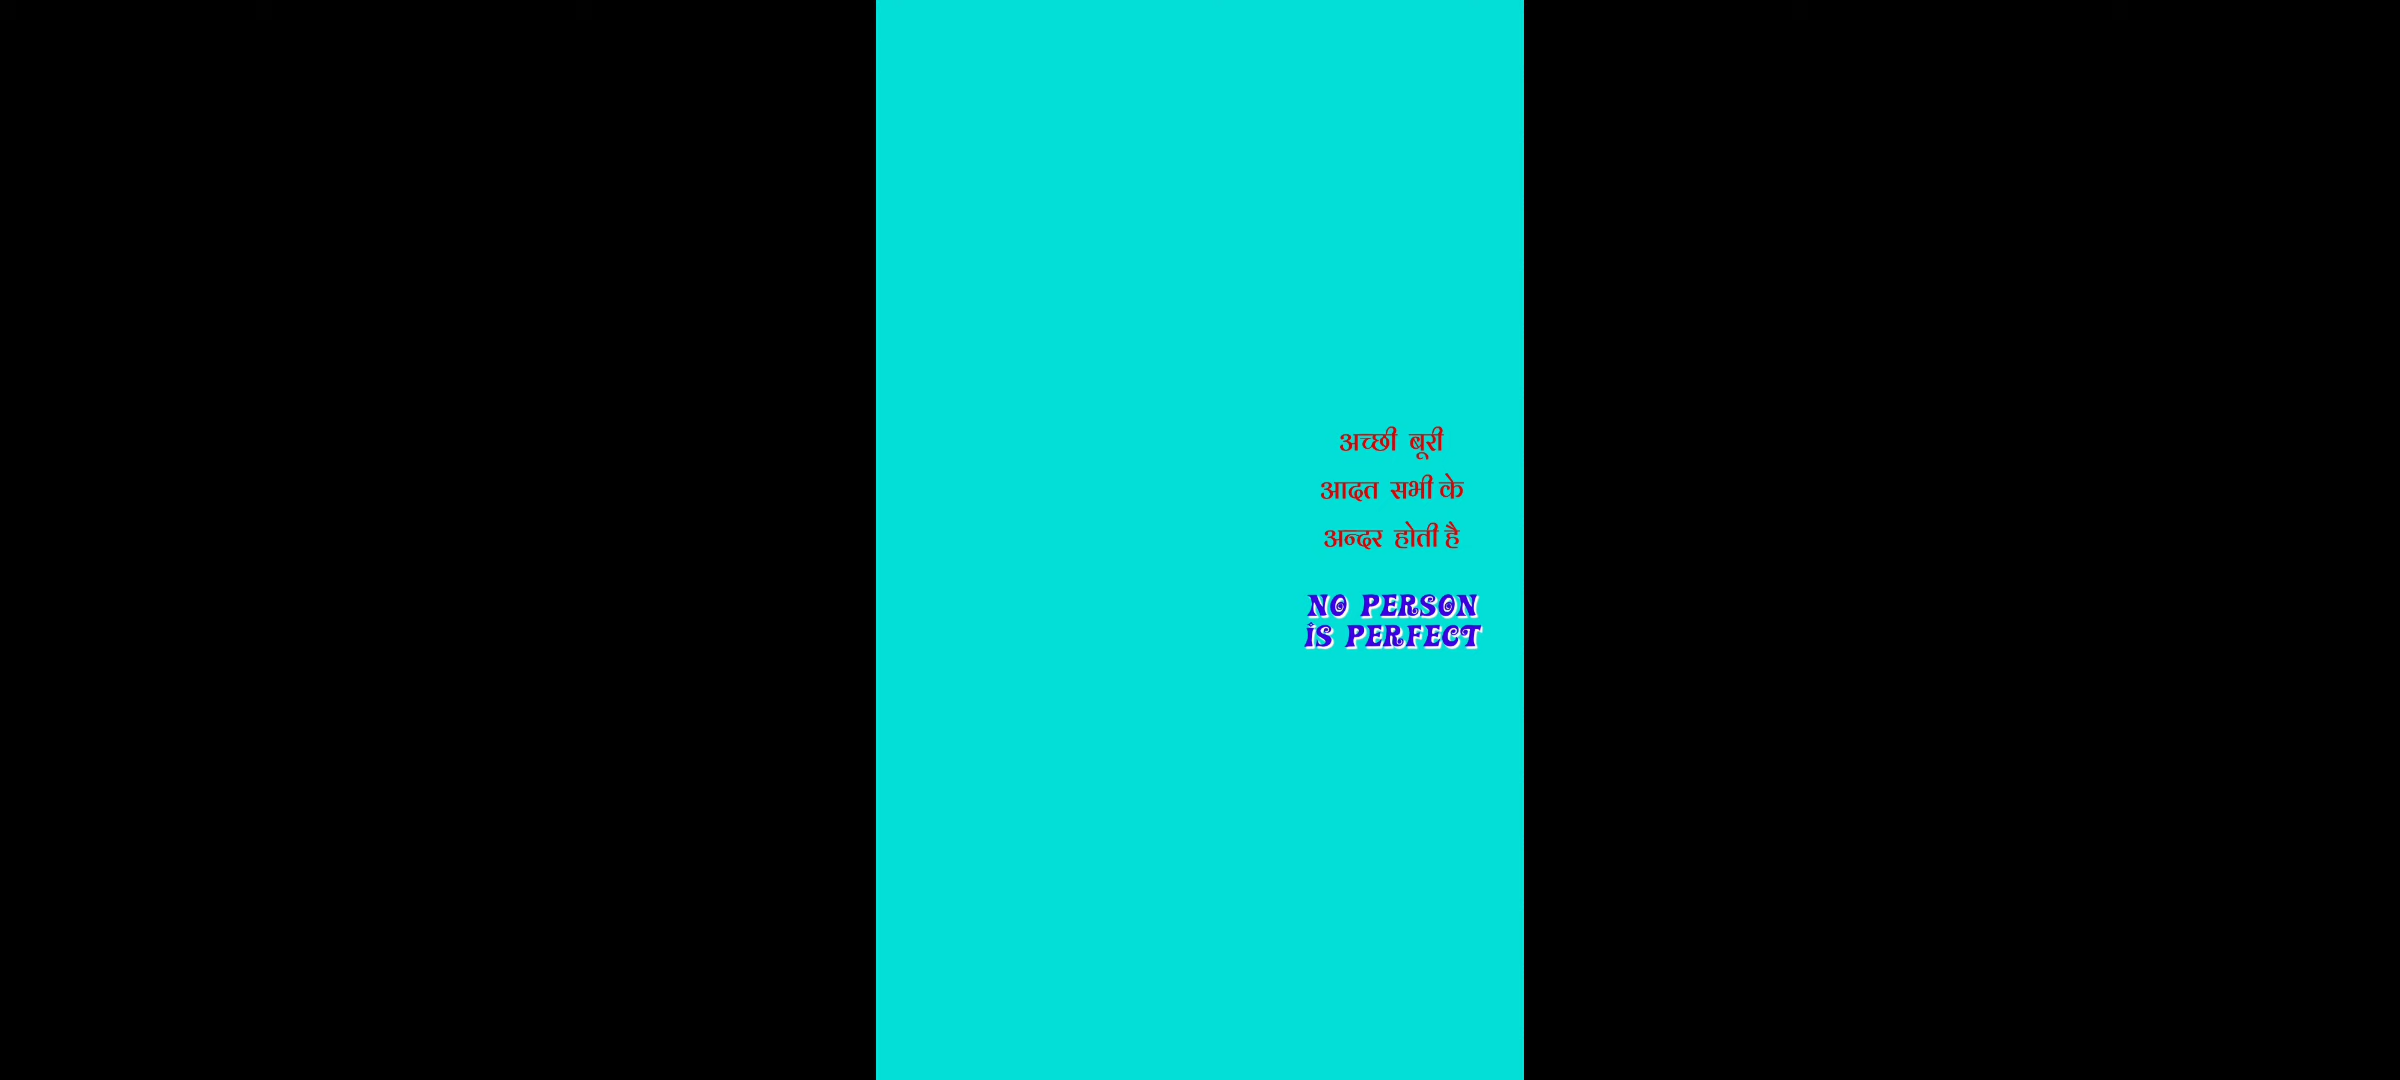 अच्छी बूरी
आदत सभी के
अन्दर होती है
NO PERSON
iS PERFECT